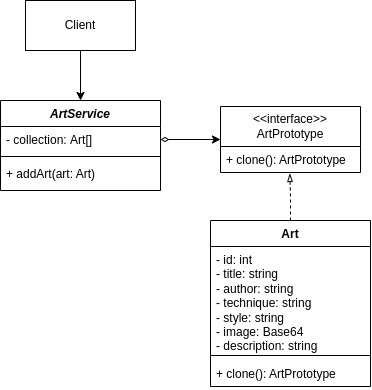 Client
ArtService
- collection: Art[]
+ addArt(art: Art)
<<interface>>
ArtPrototype
+ clone(): ArtPrototype
Art
- id: int
- title: string
- author: string
- technique: string
- style: string
- image: Base64
- description: string
+ clone(): ArtPrototype